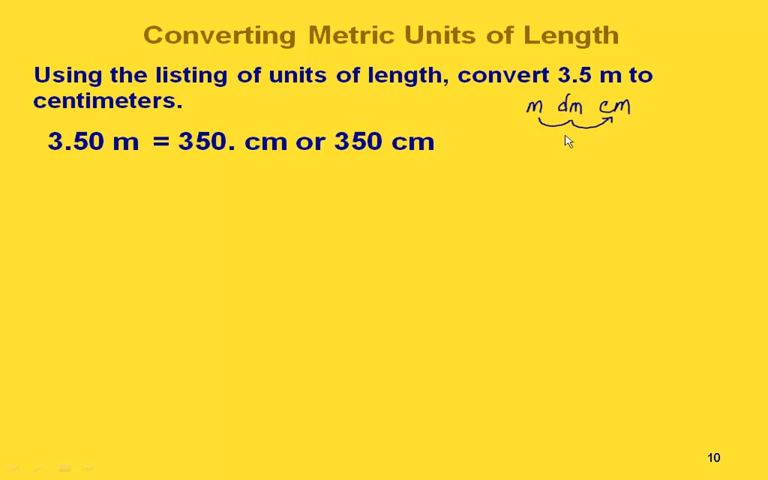 Converting Metric Units of Length
Using the listing of units of length, convert 3.5 m to
centimeters.
m dm cm
3.50 m = 350. cm or 350 cm
10